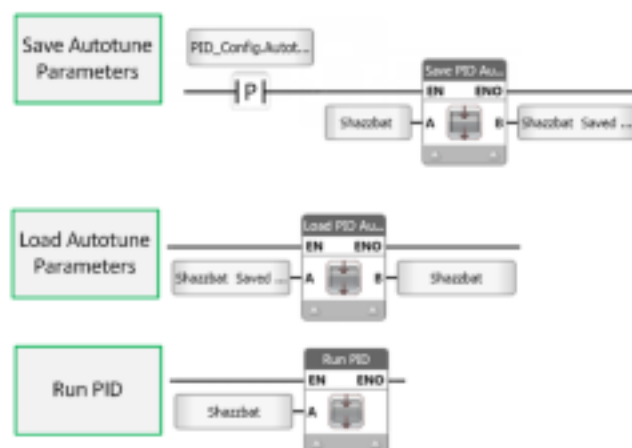 Save Autotune
Parameters
PID_Config.Autot...
P
Save PID Au...
EN ENO
Shazzbat A B Shazzbat Saved ...
Load Autotune
Parameters
Load PID Au...
EN ENO
Shazzbat Saved ... A B Shazzbat
Run PID
Run PID
EN ENO
Shazzbat A